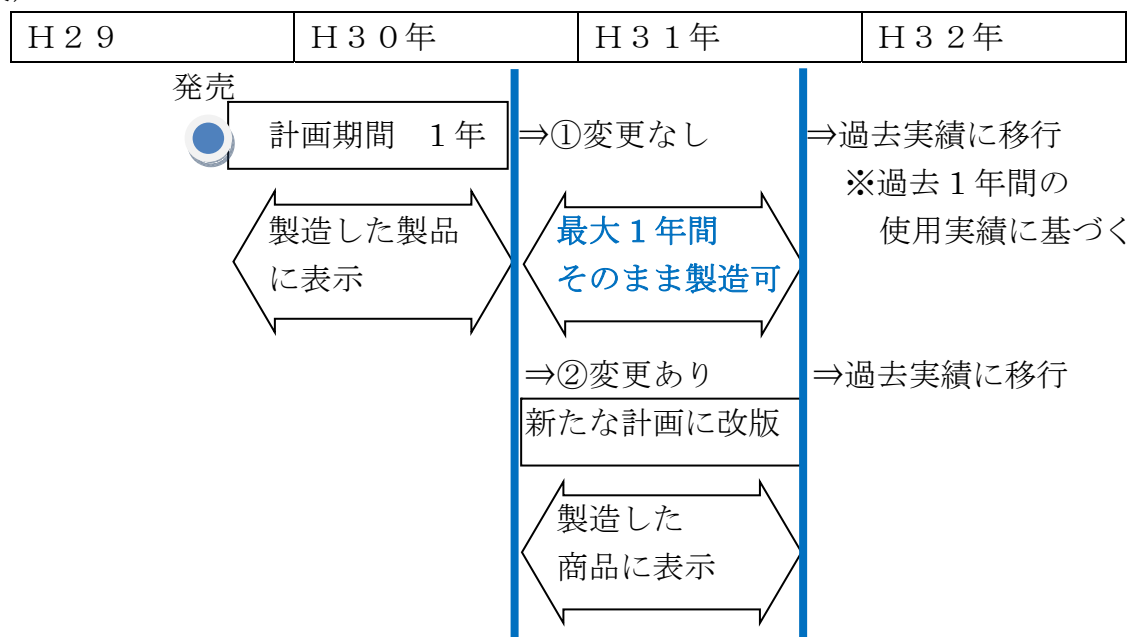 H29 H30年 H31年 H32年
発売
計画期間 1年 ⇒①変更なし ⇒過去実績に移行
※過去1年間の
使用実績に基づく
製造した製品
に表示
最大1年間
そのまま製造可
⇒②変更あり ⇒過去実績に移行
新たな計画に改版
製造した
商品に表示